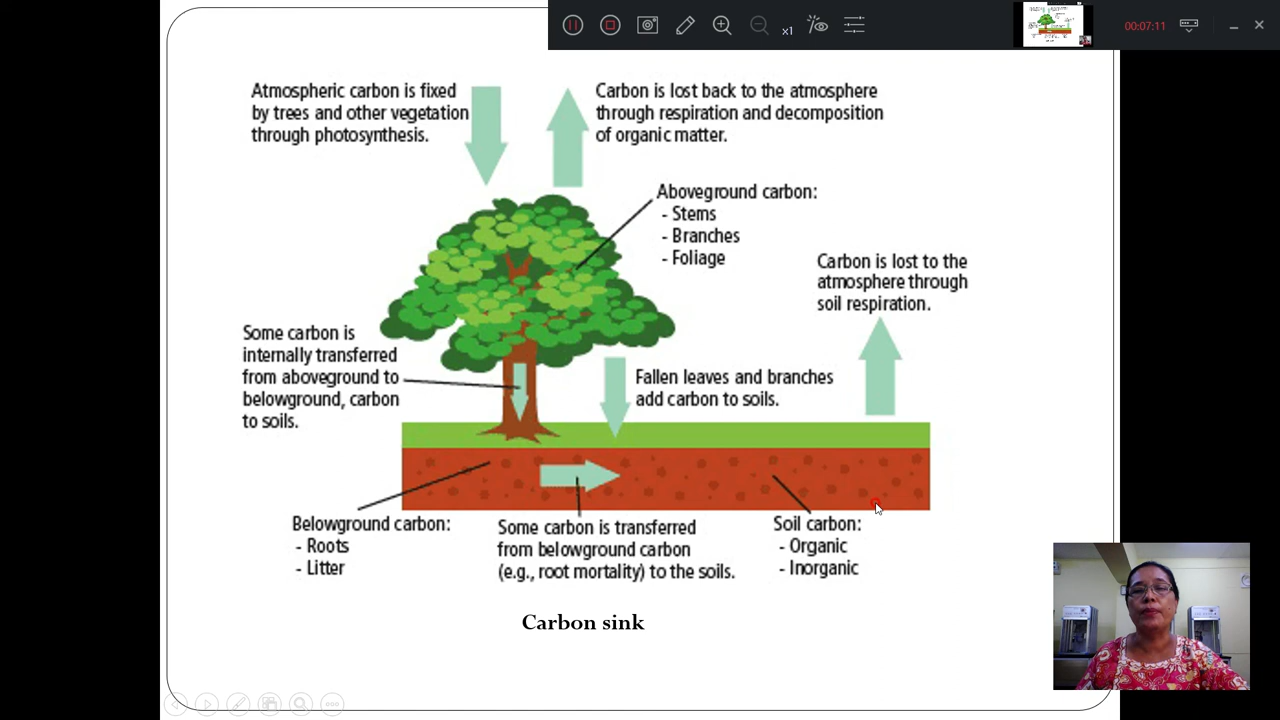 x1
00:07:11
Atmospheric carbon is fixed
by trees and other vegetation
through photosynthesis.
Carbon is lost back to the atmosphere
through respiration and decomposition
of organic matter.
Aboveground carbon:
- Stems
- Branches
- Foliage
Carbon is lost to the
atmosphere through
soil respiration.
Some carbon is
internally transferred
from aboveground to
belowground, carbon
to soils.
Fallen leaves and branches
add carbon to soils.
Belowground carbon:
- Roots
- Litter
Some carbon is transferred
from belowground carbon
(e.g., root mortality) to the soils.
Soil carbon:
- Organic
- Inorganic
Carbon sink